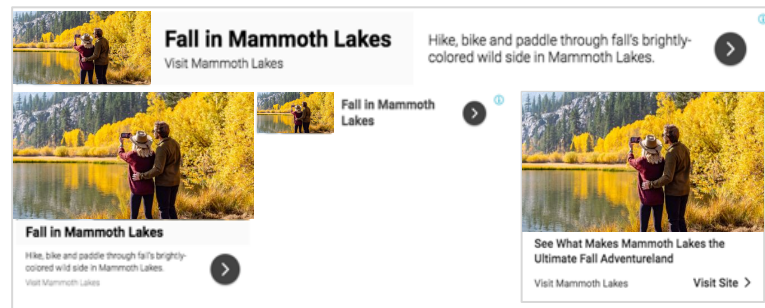 Fall in Mammoth Lakes
Visit Mammoth Lakes
Hike, bike and paddle through fall's brightly-
colored wild side in Mammoth Lakes.
Fall in Mammoth Lakes
Hike, bike and paddle through fall's brightly-
colored wild side in Mammoth Lakes.
Visit Mammoth Lakes
Fall in Mammoth
Lakes
See What Makes Mammoth Lakes the
Ultimate Fall Adventureland
Visit Mammoth Lakes
Visit Site